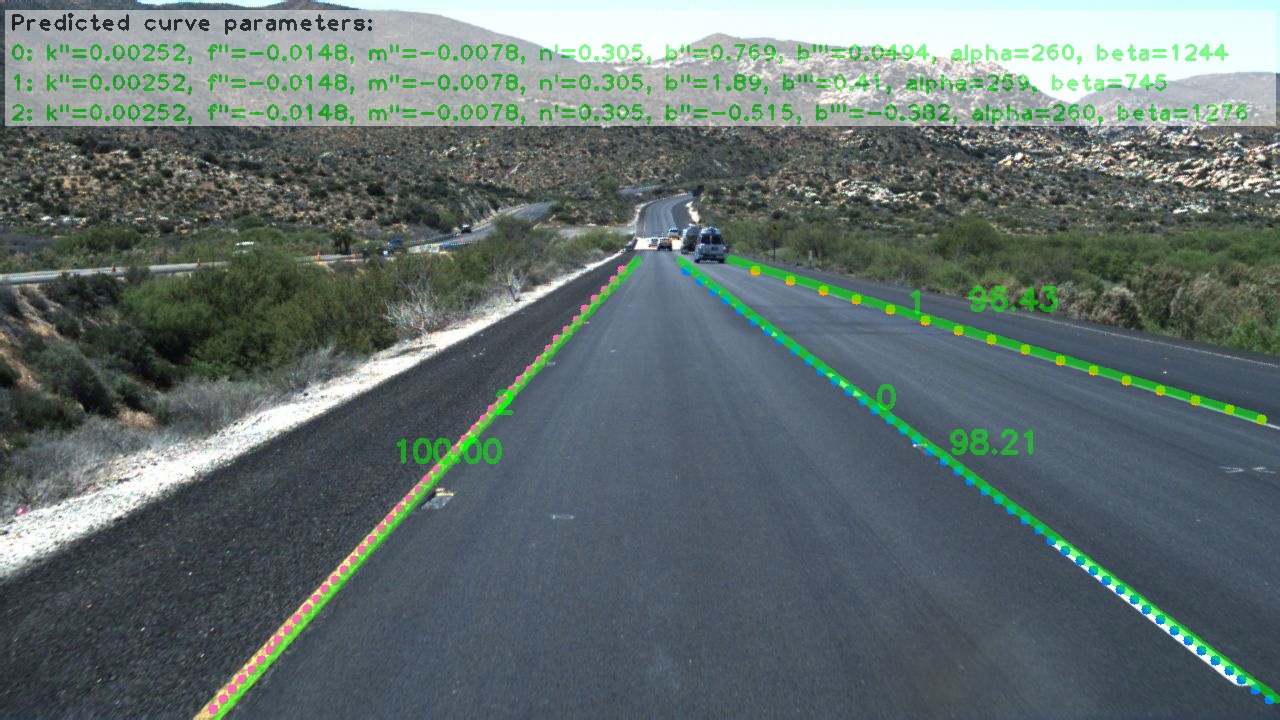 Predicted curve parameters:
0: k''=0.00252, f''=-0.0148, m''=-0.0078, n'=0.305, b''=0.769, b'''=0.0494, alpha=260, beta=1244
1: k''=0.00252, f''=-0.0148, m''=-0.0078, n'=0.305, b''=1.89, b'''=0.41, alpha=259, beta=745
2: k''=0.00252, f''=-0.0148, m''=-0.0078, n'=0.305, b''=-0.515, b'''=-0.382, alpha=260, beta=1276
1 96.43
2
0
100.00
98.21